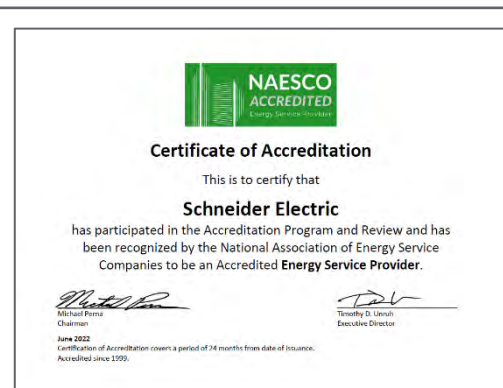 NAESCO
ACCREDITED
Energy Service Provider
Certificate of Accreditation
This is to certify that
Schneider Electric
has participated in the Accreditation Program and Review and has
been recognized by the National Association of Energy Service
Companies to be an Accredited Energy Service Provider.
Michael Perna
Chairman
Timothy D. Unruh
Executive Director
June 2022
Certification of Accreditation covers a period of 24 months from date of issuance.
Accredited since 1999.